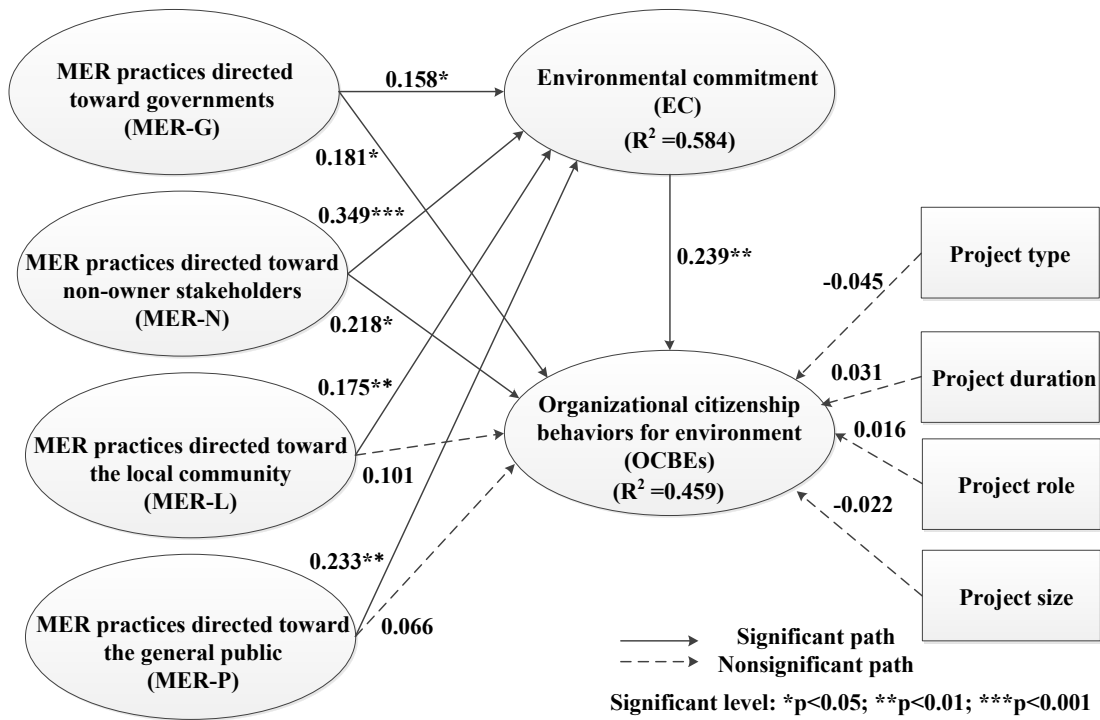 MER practices directed
toward governments
(MER-G)
0.158*
Environmental commitment
(EC)
(R² =0.584)
0.181*
MER practices directed toward
non-owner stakeholders
(MER-N)
0.349***
0.218*
0.239**
Project type
-0.045
Project duration
0.031
MER practices directed toward
the local community
(MER-L)
0.175**
0.101
Organizational citizenship
behaviors for environment
(OCBEs)
(R² =0.459)
0.016
Project role
-0.022
Project size
MER practices directed toward
the general public
(MER-P)
0.233**
0.066
Significant path
Nonsignificant path
Significant level: *p<0.05; **p<0.01; ***p<0.001